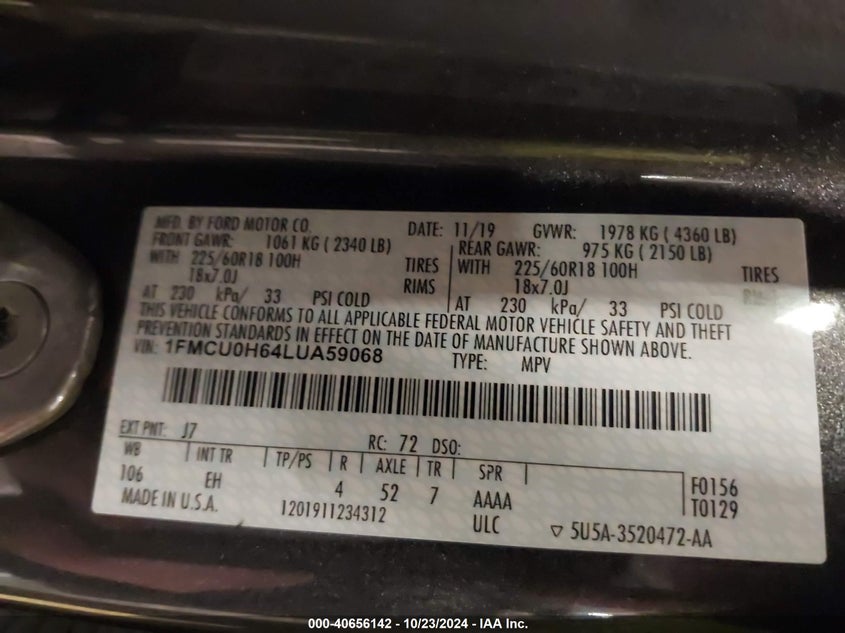 MFD. BY FORD MOTOR CO. DATE: 11/19 GVWR: 1978 KG ( 4360 LB)
FRONT GAWR: 1061 KG ( 2340 LB) REAR GAWR: 975 KG ( 2150 LB)
WITH 225/60R18 100H TIRES WITH 225/60R18 100H TIRES
18x7.0J RIMS 18x7.0J
AT 230 kPa/ 33 PSI COLD AT 230 kPa/ 33 PSI COLD
THIS VEHICLE CONFORMS TO ALL APPLICABLE FEDERAL MOTOR VEHICLE SAFETY AND THEFT
PREVENTION STANDARDS IN EFFECT ON THE DATE OF MANUFACTURE SHOWN ABOVE.
VIN: 1FMCU0H64LUA59068 TYPE: MPV
EXT PNT: J7 RC: 72 DSO:
WB INT TR TP/PS R AXLE TR SPR
106 EH 4 52 7 AAAA F0156
MADE IN U.S.A. 1201911234312 ULC T0129
▽ 5U5A-3520472-AA
000-40656142 - 10/23/2024 - IAA Inc.